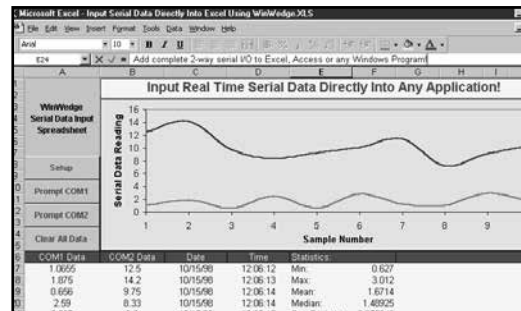 Microsoft Excel - Input Serial Data Directly Into Excel Using WinWedge.XLS
File Edit View Insert Format Tools Data Window Help
Arial 10 B I U
E24 Add complete 2-way serial I/O to Excel, Access or any Windows Program!
A B C D E F G H I
WinWedge
Serial Data Input
Spreadsheet
Setup
Prompt COM1
Prompt COM2
Clear All Data
Input Real Time Serial Data Directly Into Any Application!
Serial Data Reading
16
14
12
10
8
6
4
2
0
1 2 3 4 5 6 7 8 9
Sample Number
COM1 Data COM2 Data Date Time Statistics:
1.0655 12.5 10/15/98 12:06:12 Min: 0.627
1.875 14.2 10/15/98 12:06:13 Max: 3.012
0.656 9.75 10/15/98 12:06:14 Mean: 1.6714
2.59 8.33 10/15/98 12:06:14 Median: 1.48925